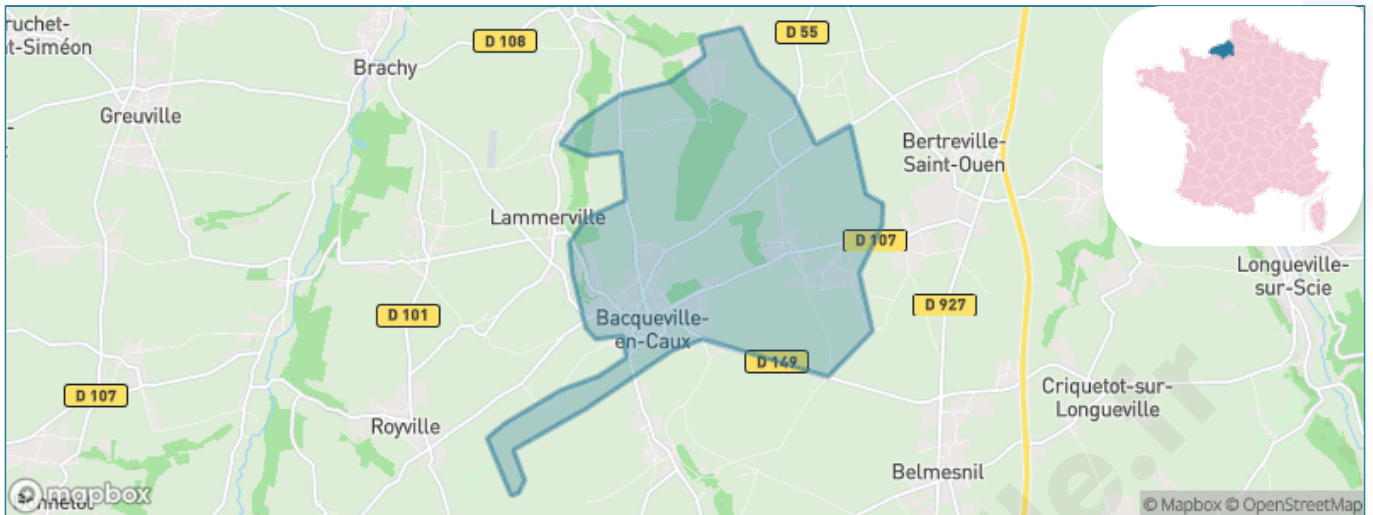 ruchet-
t-Siméon
D 108
D 55
Brachy
Greuville
Bertreville-
Saint-Ouen
Lammerville
D 107
Longueville-
sur-Scie
D 101
Bacqueville-
en-Caux
D 927
D 149
D 107
Criquetot-sur-
Longueville
Royville
Belmesnil
mapbox
© Mapbox © OpenStreetMap